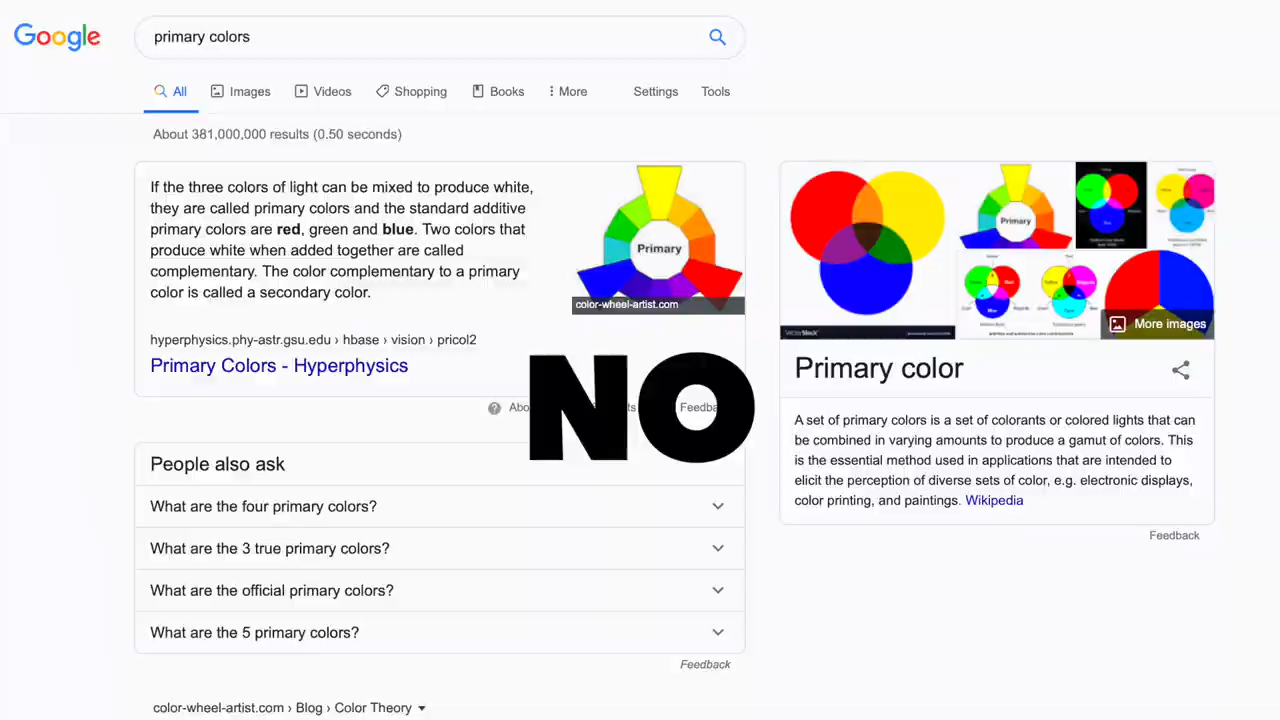 Google
primary colors
All
Images
Videos
Shopping
Books
More
Settings
Tools
About 381,000,000 results (0.50 seconds)
If the three colors of light can be mixed to produce white,
they are called primary colors and the standard additive
primary colors are and blue. Two colors that
produce white when added together are called
complementary. The color complementary to a primary
color is called a secondary color.
Primary
color-wheel-artist.com
hyperphysics.phy-astr.gsu.edu › hbase › vision › pricol2
Primary Colors - Hyperphysics
NO
People also ask
What are the four primary colors?
What are the 3 true primary colors?
What are the official primary colors?
What are the 5 primary colors?
Feedback
color-wheel-artist.com › Blog › Color Theory
Primary
More images
Primary color
A set of primary colors is a set of colorants or colored lights that can
be combined in varying amounts to produce a gamut of colors. This
is the essential method used in applications that are intended to
elicit the perception of diverse sets of color, e.g. electronic displays,
color printing, and paintings. Wikipedia
Feedback